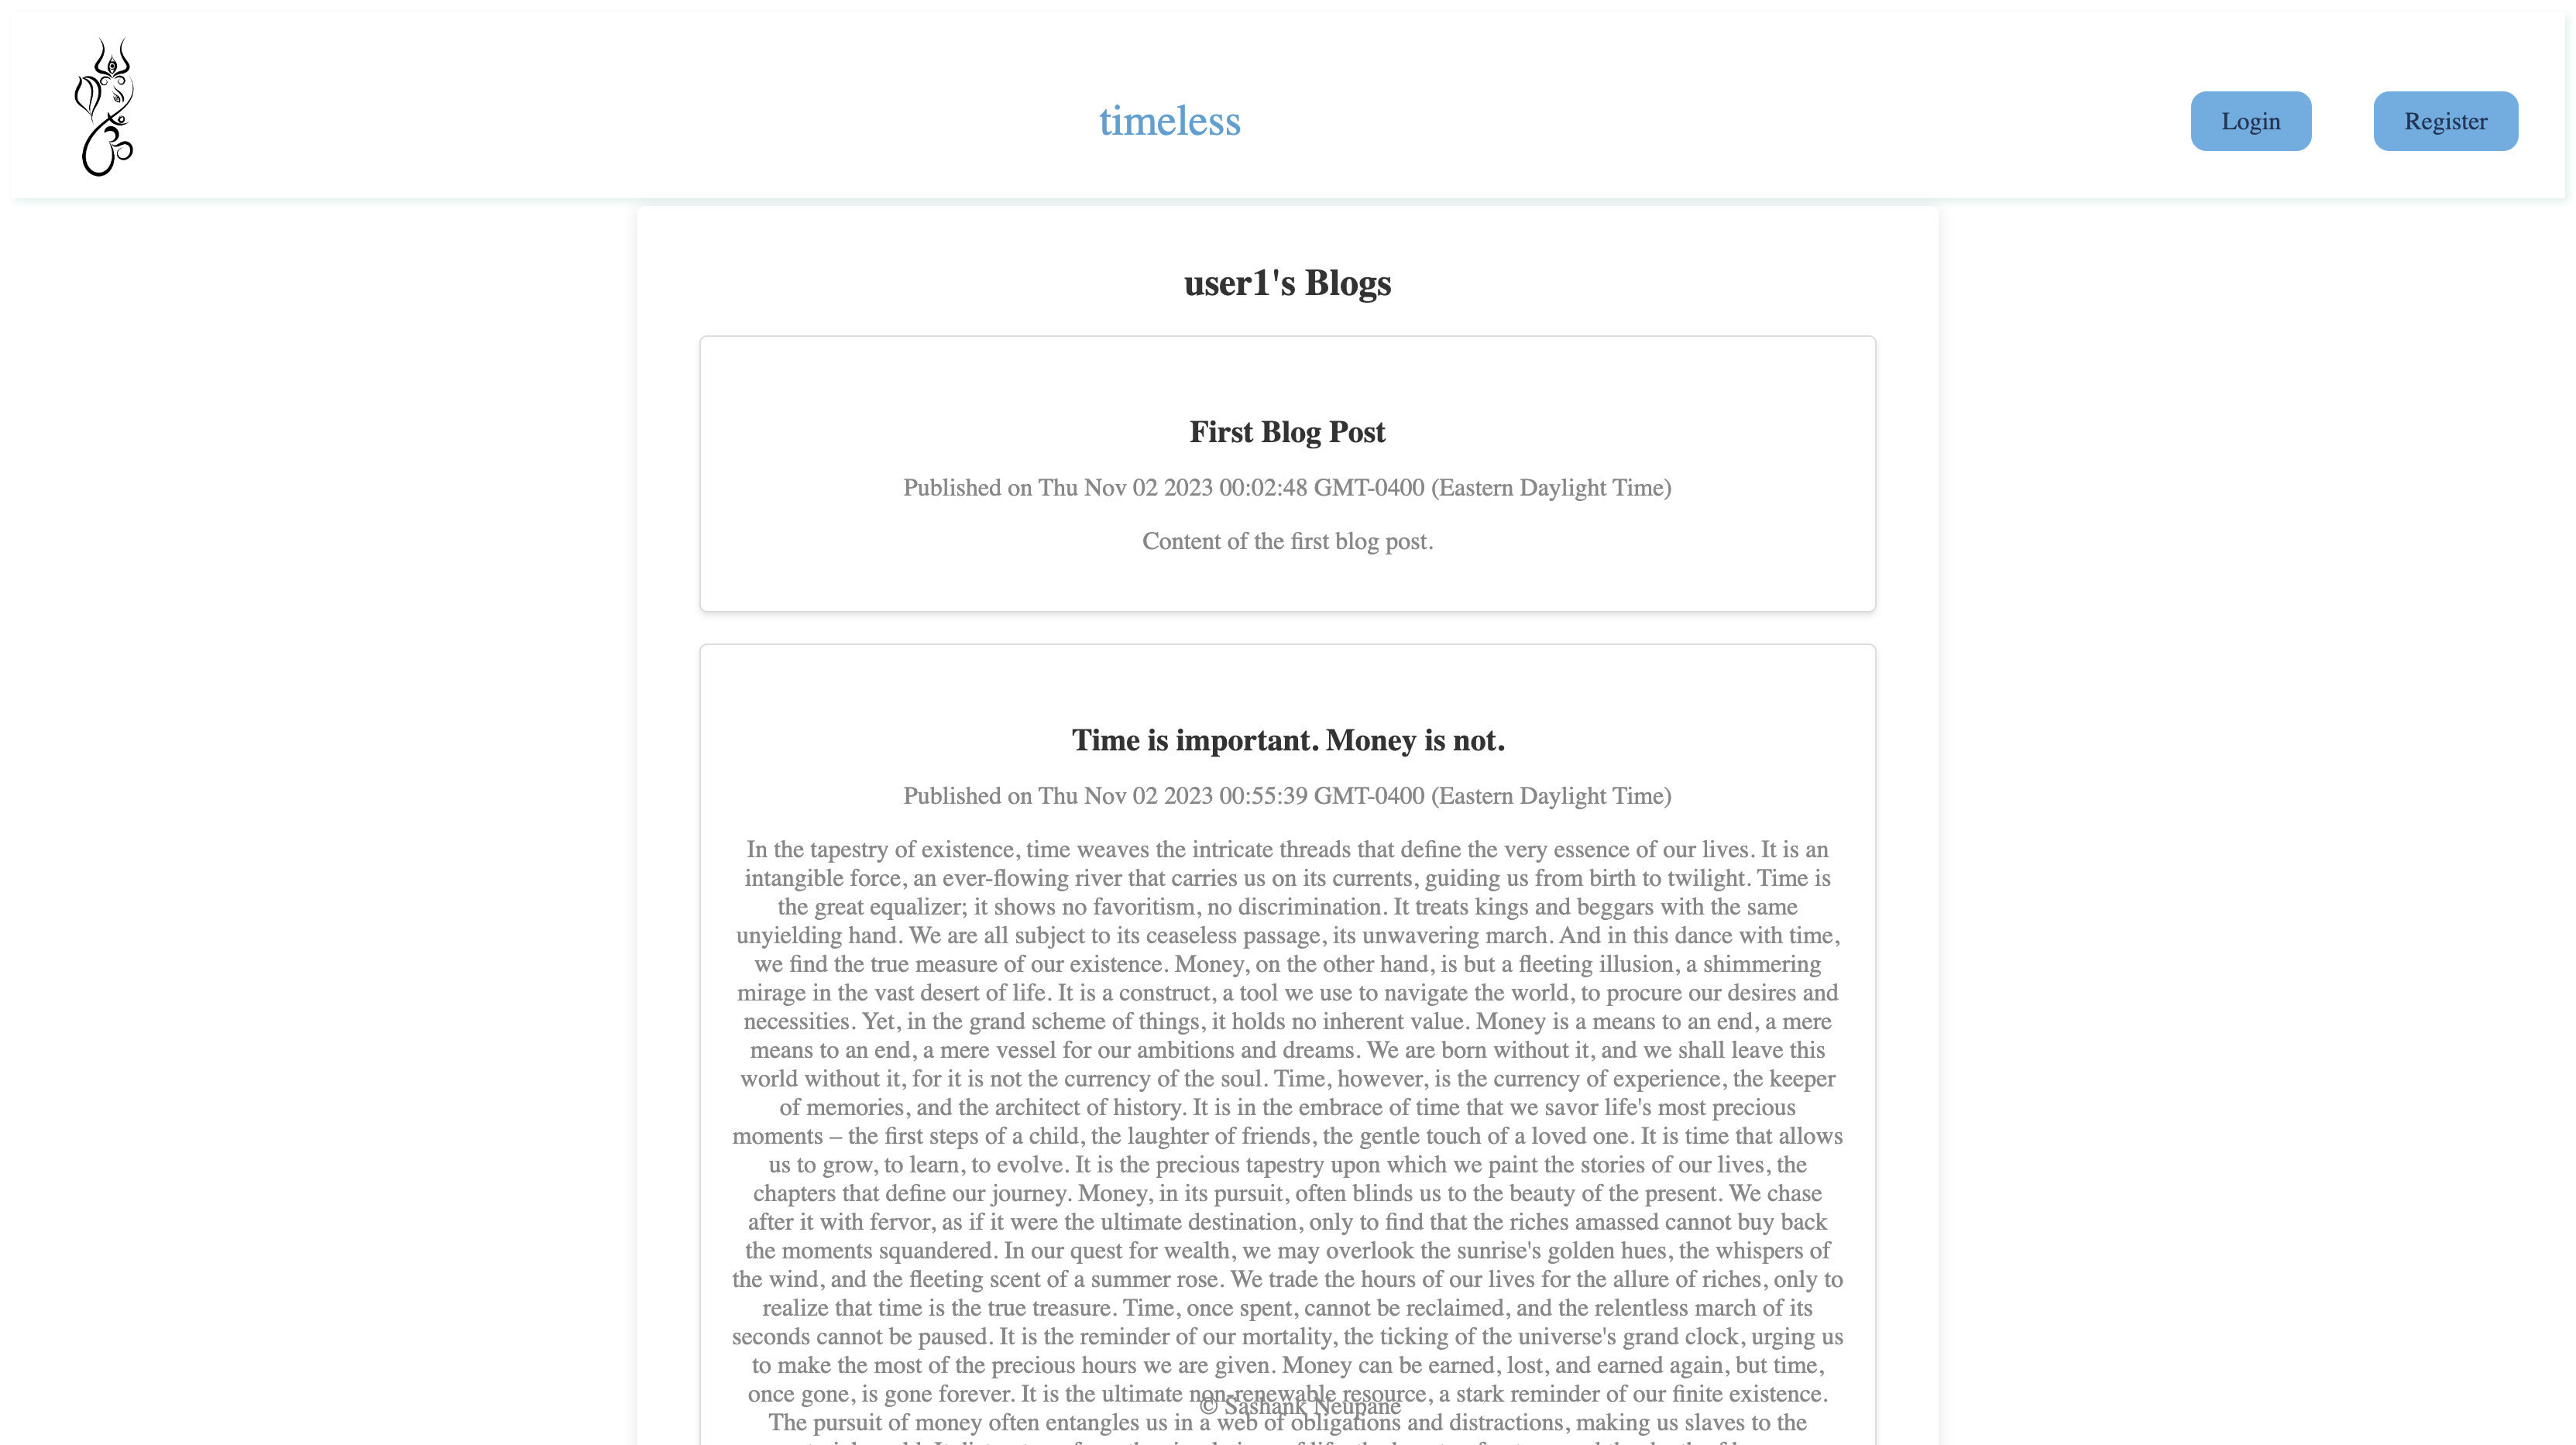 timeless
Login
Register
user1's Blogs
First Blog Post
Published on Thu Nov 02 2023 00:02:48 GMT-0400 (Eastern Daylight Time)
Content of the first blog post.
Time is important. Money is not.
Published on Thu Nov 02 2023 00:55:39 GMT-0400 (Eastern Daylight Time)
In the tapestry of existence, time weaves the intricate threads that define the very essence of our lives. It is an
intangible force, an ever-flowing river that carries us on its currents, guiding us from birth to twilight. Time is
the great equalizer; it shows no favoritism, no discrimination. It treats kings and beggars with the same
unyielding hand. We are all subject to its ceaseless passage, its unwavering march. And in this dance with time,
we find the true measure of our existence. Money, on the other hand, is but a fleeting illusion, a shimmering
mirage in the vast desert of life. It is a construct, a tool we use to navigate the world, to procure our desires and
necessities. Yet, in the grand scheme of things, it holds no inherent value. Money is a means to an end, a mere
means to an end, a mere vessel for our ambitions and dreams. We are born without it, and we shall leave this
world without it, for it is not the currency of the soul. Time, however, is the currency of experience, the keeper
of memories, and the architect of history. It is in the embrace of time that we savor life's most precious
moments – the first steps of a child, the laughter of friends, the gentle touch of a loved one. It is time that allows
us to grow, to learn, to evolve. It is the precious tapestry upon which we paint the stories of our lives, the
chapters that define our journey. Money, in its pursuit, often blinds us to the beauty of the present. We chase
after it with fervor, as if it were the ultimate destination, only to find that the riches amassed cannot buy back
the moments squandered. In our quest for wealth, we may overlook the sunrise's golden hues, the whispers of
the wind, and the fleeting scent of a summer rose. We trade the hours of our lives for the allure of riches, only to
realize that time is the true treasure. Time, once spent, cannot be reclaimed, and the relentless march of its
seconds cannot be paused. It is the reminder of our mortality, the ticking of the universe's grand clock, urging us
to make the most of the precious hours we are given. Money can be earned, lost, and earned again, but time,
once gone, is gone forever. It is the ultimate non-renewable resource, a stark reminder of our finite existence.
© Sashank Neupane
The pursuit of money often entangles us in a web of obligations and distractions, making us slaves to the